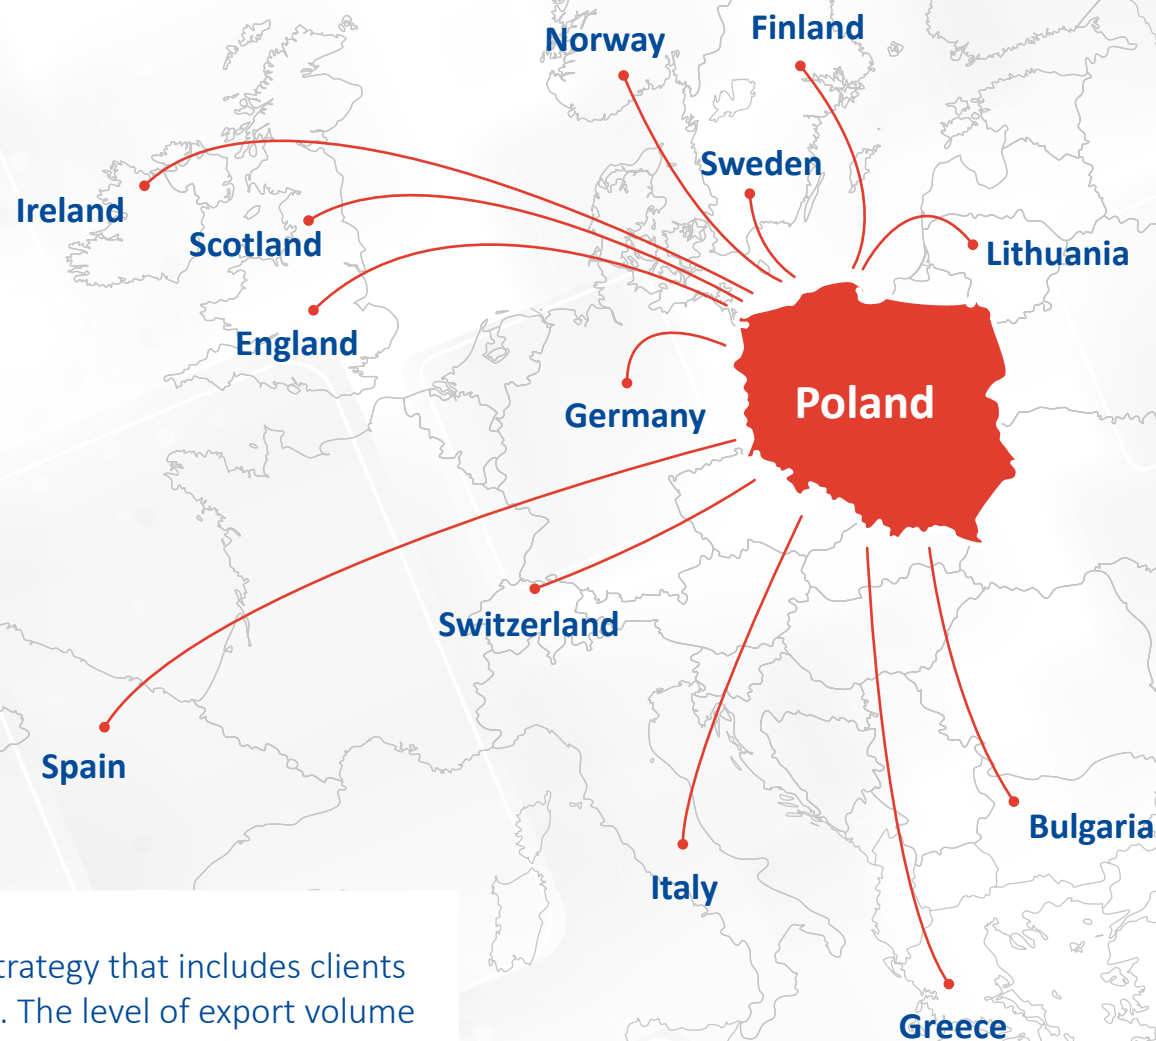 Finland
Norway
Sweden
Ireland
Scotland
Lithuania
England
Poland
Germany
Switzerland
Spain
Bulgaria
Italy
trategy that includes clients
. The level of export volume
Greece